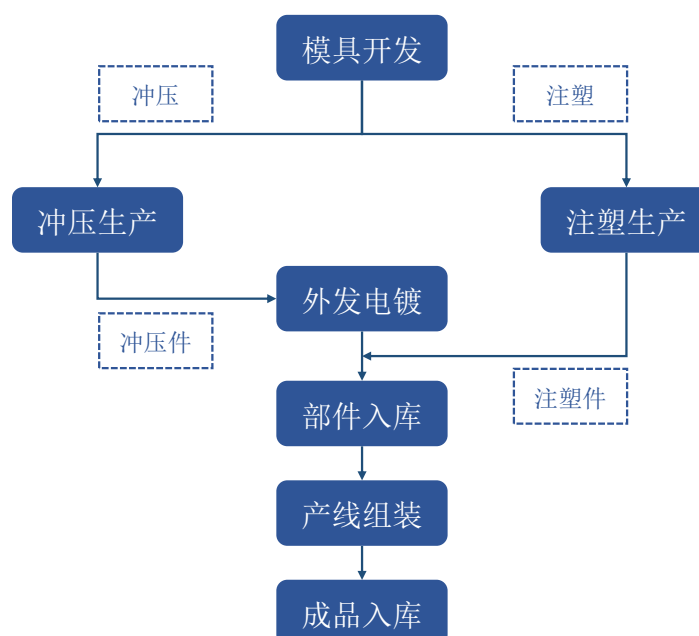 模具开发
冲压
注塑
冲压生产
注塑生产
外发电镀
冲压件
注塑件
部件入库
产线组装
成品入库